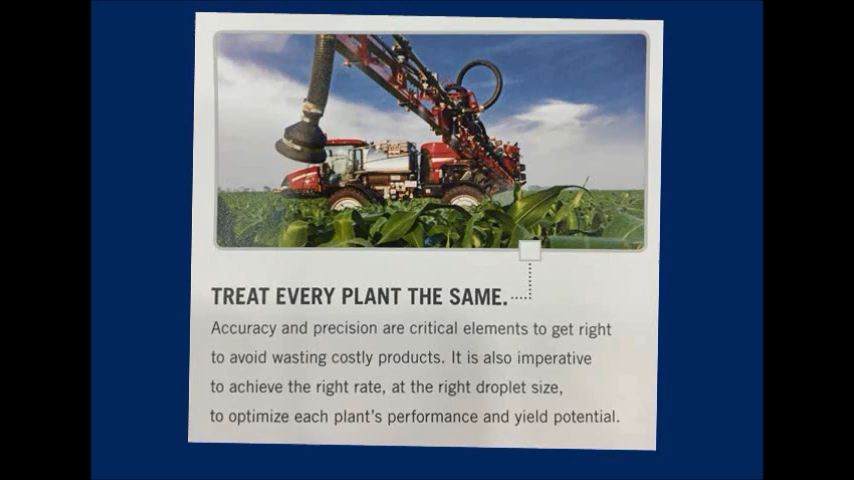 TREAT EVERY PLANT THE SAME.
Accuracy and precision are critical elements to get right
to avoid wasting costly products. It is also imperative
to achieve the right rate, at the right droplet size,
to optimize each plant's performance and yield potential.